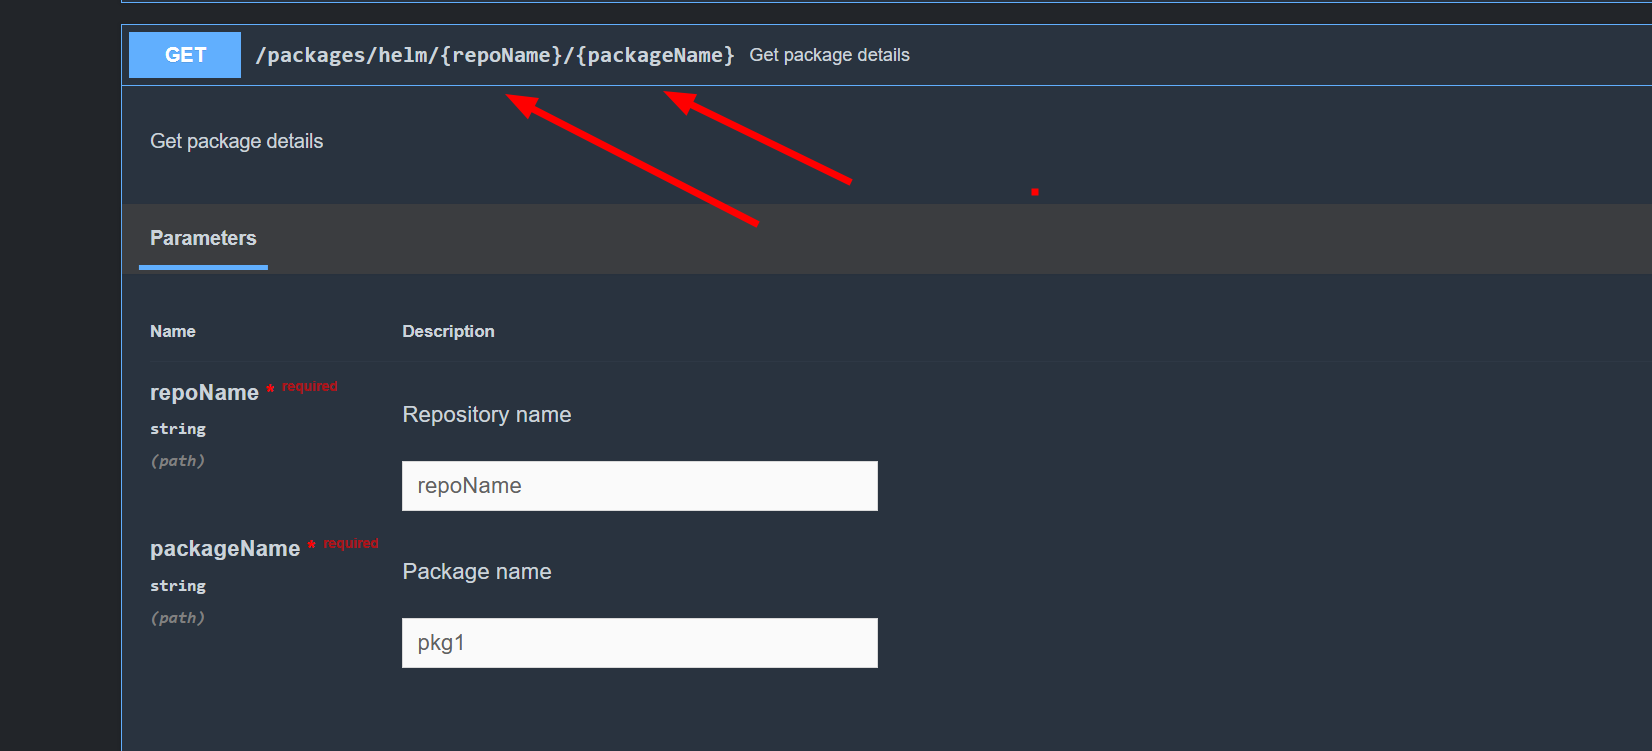 GET /packages/helm/{repoName}/{packageName} Get package details
Get package details
Parameters
Name Description
repoName * required
string
(path)
Repository name
repoName
packageName * required
string
(path)
Package name
pkg1